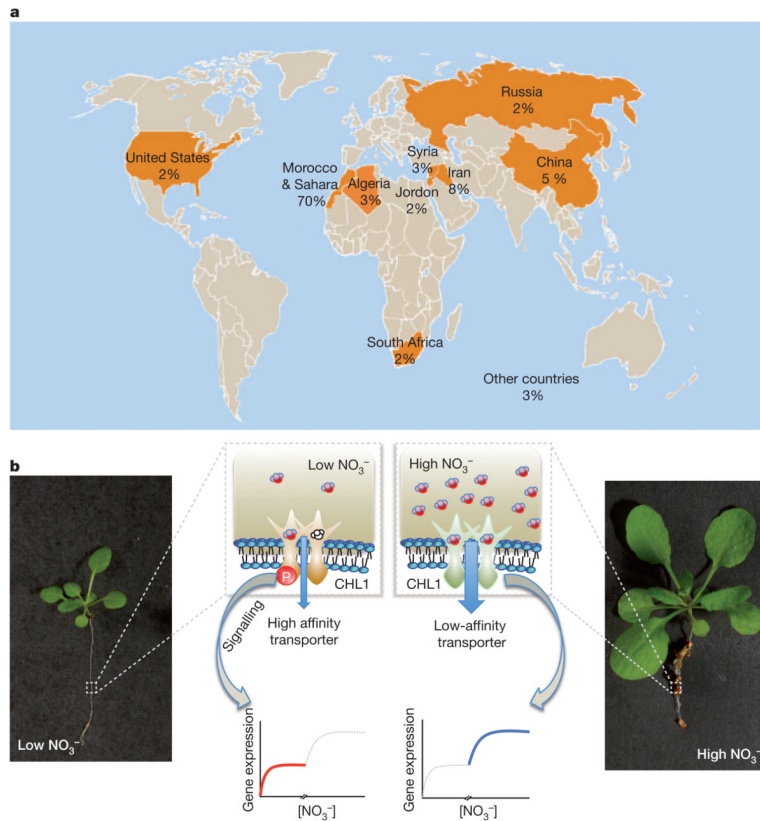 a
Russia
2%
United States
2%
Syria
3%
China
5 %
Morocco
& Sahara
70%
Algeria
3%
Iran
8%
Jordon
2%
South Africa
2%
Other countries
3%
b
Low NO₃⁻
High NO₃⁻
P
CHL1
CHL1
Signalling
High affinity
transporter
Low-affinity
transporter
Low NO₃⁻
High NO₃⁻
Gene expression
[NO₃⁻]
Gene expression
[NO₃⁻]